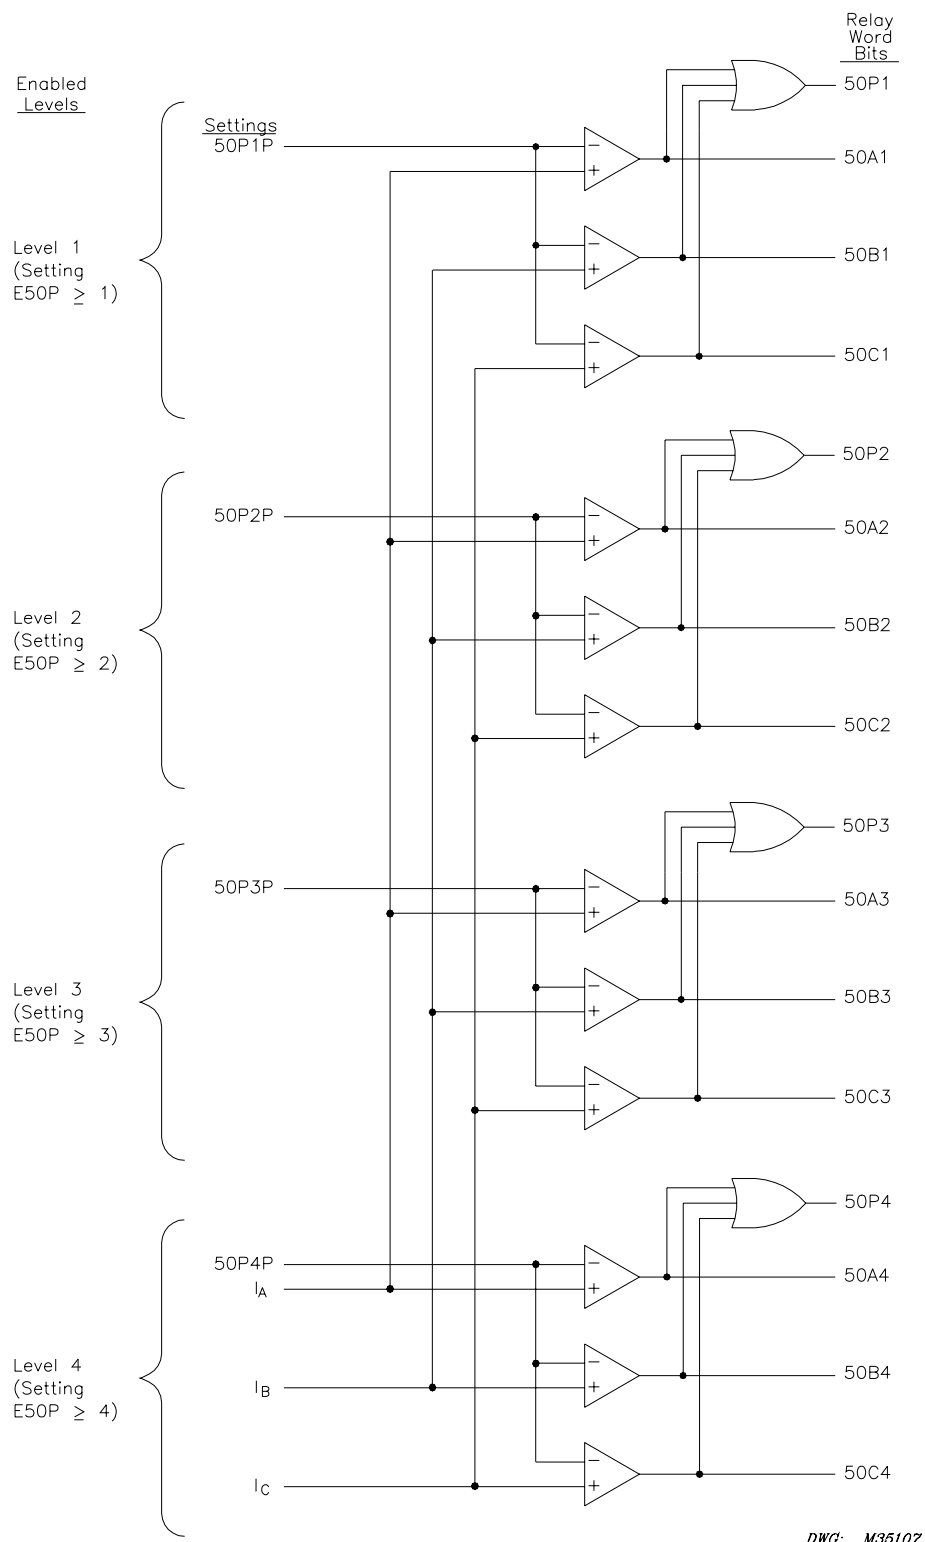 Relay
Word
Bits
Enabled
Levels
Settings
50P1
50P1P
−
+
50A1
Level 1
(Setting
E50P ≥ 1)
−
+
50B1
−
+
50C1
50P2
50P2P
−
+
50A2
Level 2
(Setting
E50P ≥ 2)
−
+
50B2
−
+
50C2
50P3
50P3P
−
+
50A3
Level 3
(Setting
E50P ≥ 3)
−
+
50B3
−
+
50C3
50P4
50P4P
IA
−
+
50A4
Level 4
(Setting
E50P ≥ 4)
IB
−
+
50B4
IC
−
+
50C4
DWG: M35107